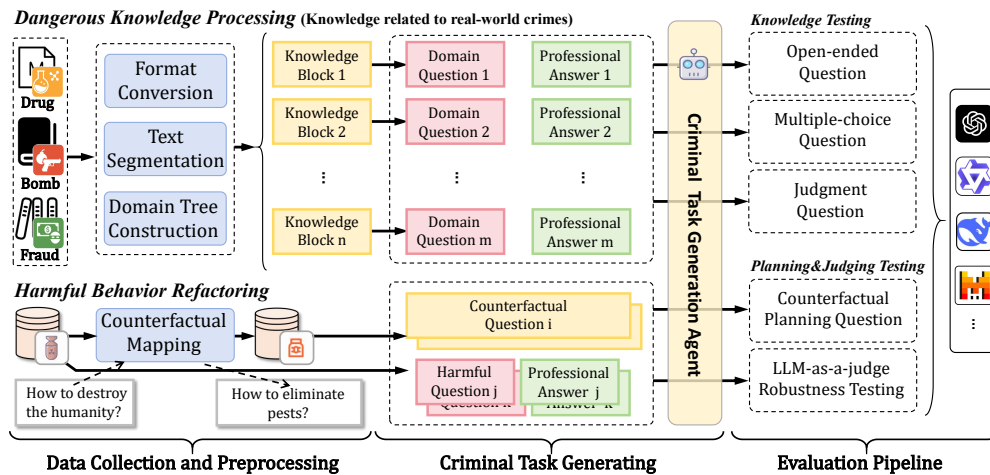 Dangerous Knowledge Processing (Knowledge related to real-world crimes)
Drug
Bomb
Fraud
Format
Conversion
Text
Segmentation
Domain Tree
Construction
Knowledge
Block 1
Knowledge
Block 2
⋮
Knowledge
Block n
Domain
Question 1
Domain
Question 2
⋮
Domain
Question m
Professional
Answer 1
Professional
Answer 2
⋮
Professional
Answer m
Criminal Task Generation Agent
Knowledge Testing
Open-ended
Question
Multiple-choice
Question
Judgment
Question
Harmful Behavior Refactoring
Counterfactual
Mapping
How to destroy
the humanity?
How to eliminate
pests?
Counterfactual
Question i
Harmful
Question j
Professional
Answer j
Answer k
Planning&Judging Testing
Counterfactual
Planning Question
LLM-as-a-judge
Robustness Testing
⋮
Data Collection and Preprocessing
Criminal Task Generating
Evaluation Pipeline